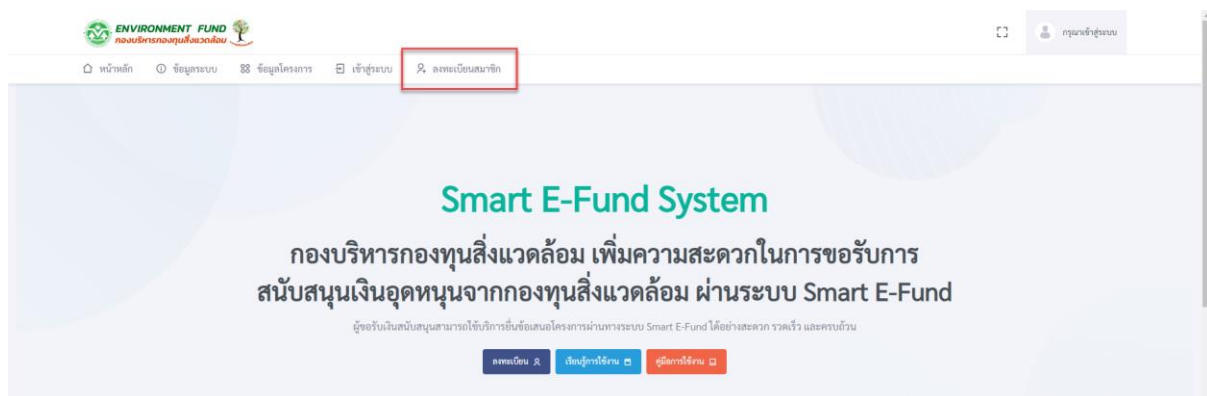 ENVIRONMENT FUND
กองบริหารกองทุนสิ่งแวดล้อม
กรุณาเข้าสู่ระบบ
หน้าหลัก ข้อมูลระบบ ข้อมูลโครงการ เข้าสู่ระบบ ลงทะเบียนสมาชิก
Smart E-Fund System
กองบริหารกองทุนสิ่งแวดล้อม เพิ่มความสะดวกในการขอรับการ
สนับสนุนเงินอุดหนุนจากกองทุนสิ่งแวดล้อม ผ่านระบบ Smart E-Fund
ผู้ขอรับเงินสนับสนุนสามารถใช้บริการยื่นข้อเสนอโครงการผ่านทางระบบ Smart E-Fund ได้อย่างสะดวก รวดเร็ว และครบถ้วน
ลงทะเบียน เรียนรู้การใช้งาน คู่มือการใช้งาน